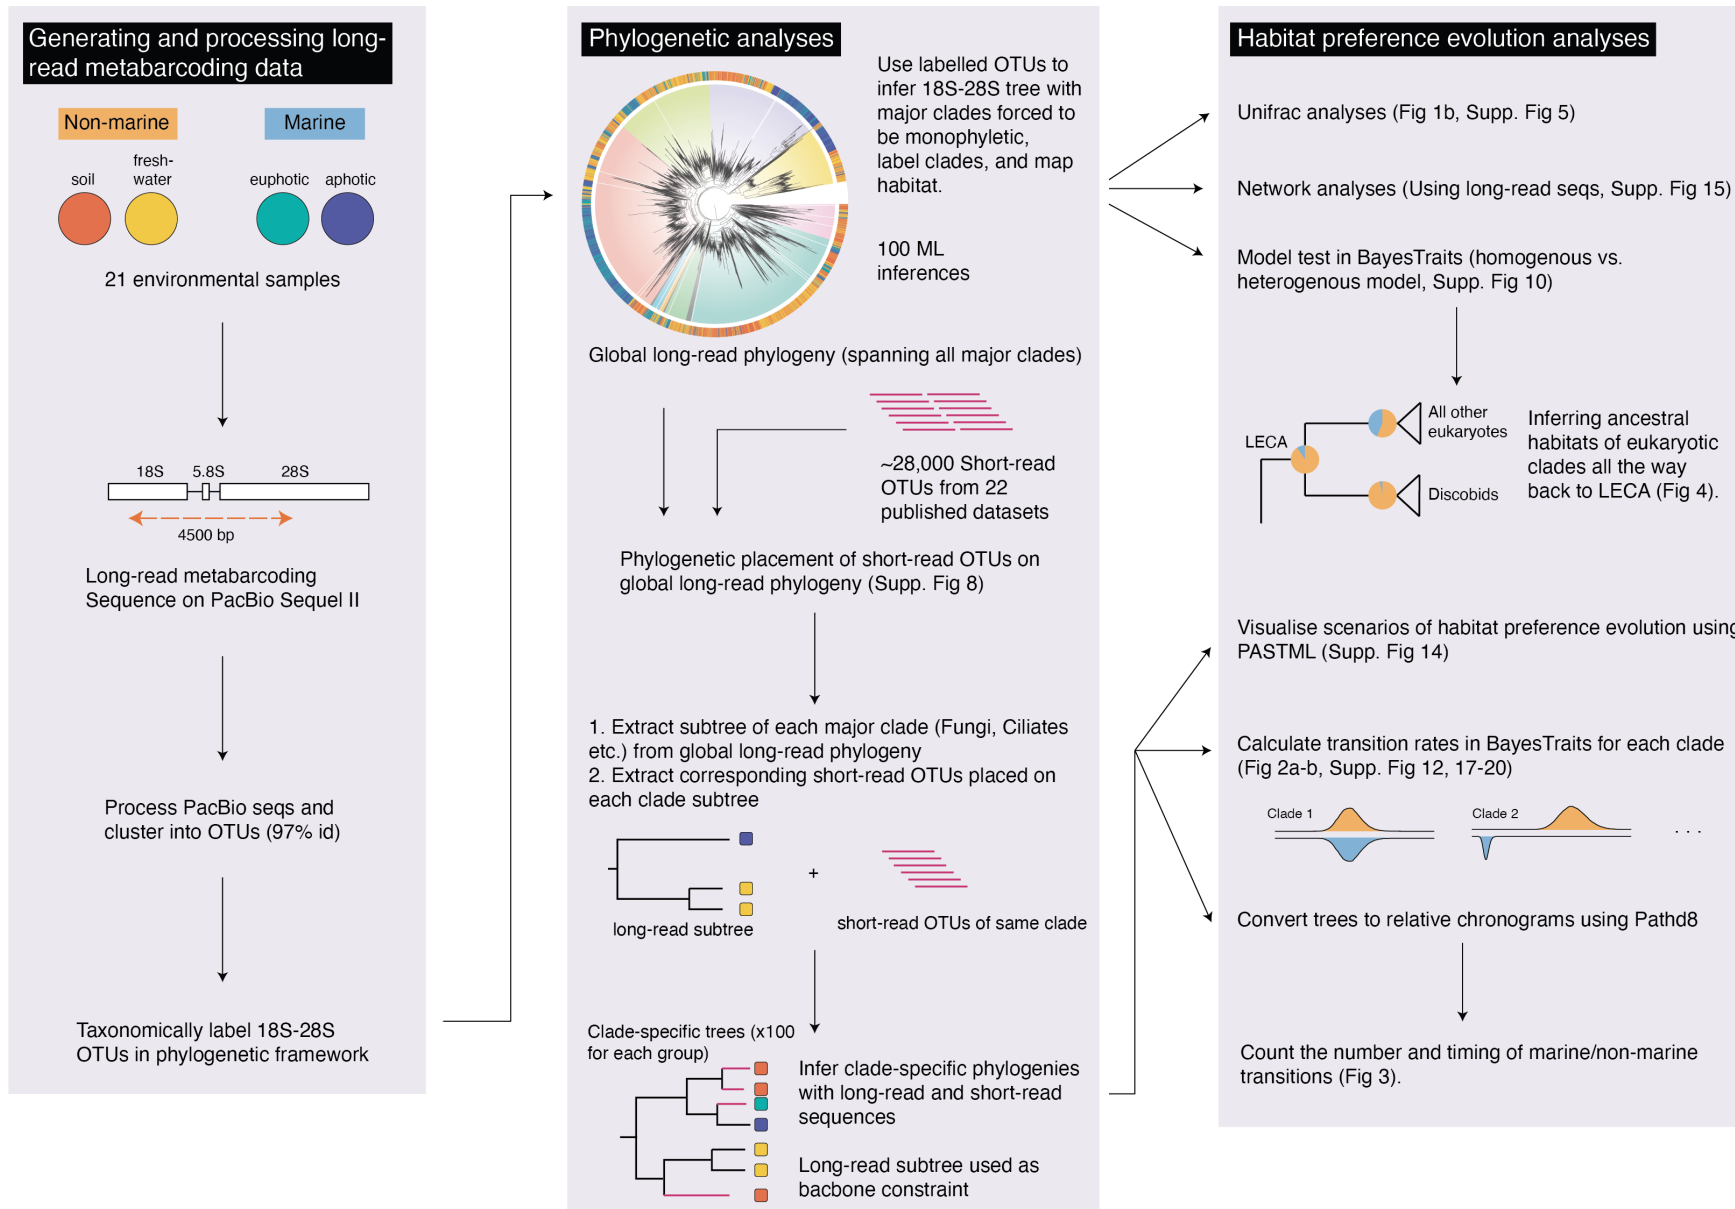 Generating and processing long-
read metabarcoding data
Non-marine
Marine
soil
fresh-
water
euphotic
aphotic
21 environmental samples
18S
5.8S
28S
4500 bp
Long-read metabarcoding
Sequence on PacBio Sequel II
Process PacBio seqs and
cluster into OTUs (97% id)
Taxonomically label 18S-28S
OTUs in phylogenetic framework
Phylogenetic analyses
Use labelled OTUs to
infer 18S-28S tree with
major clades forced to
be monophyletic,
label clades, and map
habitat.
100 ML
inferences
Global long-read phylogeny (spanning all major clades)
~28,000 Short-read
OTUs from 22
published datasets
Phylogenetic placement of short-read OTUs on
global long-read phylogeny (Supp. Fig 8)
1. Extract subtree of each major clade (Fungi, Ciliates
etc.) from global long-read phylogeny
2. Extract corresponding short-read OTUs placed on
each clade subtree
+
long-read subtree
short-read OTUs of same clade
Clade-specific trees (x100
for each group)
Infer clade-specific phylogenies
with long-read and short-read
sequences
Long-read subtree used as
bacbone constraint
Habitat preference evolution analyses
Unifrac analyses (Fig 1b, Supp. Fig 5)
Network analyses (Using long-read seqs, Supp. Fig 15)
Model test in BayesTraits (homogenous vs.
heterogenous model, Supp. Fig 10)
LECA
All other
eukaryotes
Discobids
Inferring ancestral
habitats of eukaryotic
clades all the way
back to LECA (Fig 4).
Visualise scenarios of habitat preference evolution using
PASTML (Supp. Fig 14)
Calculate transition rates in BayesTraits for each clade
(Fig 2a-b, Supp. Fig 12, 17-20)
Clade 1
Clade 2
. . .
Convert trees to relative chronograms using Pathd8
Count the number and timing of marine/non-marine
transitions (Fig 3).